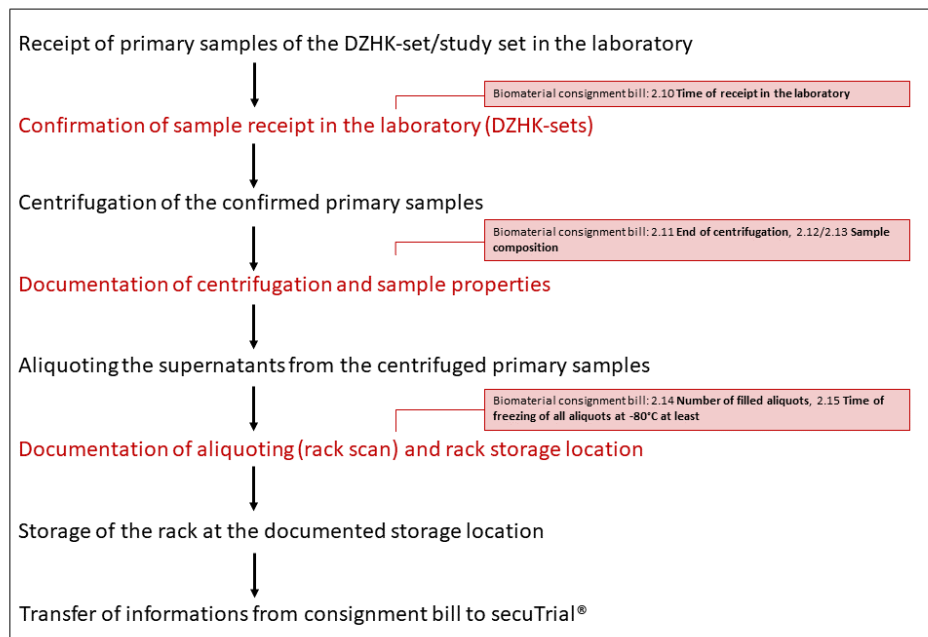 Receipt of primary samples of the DZHK-set/study set in the laboratory
Biomaterial consignment bill: 2.10 Time of receipt in the laboratory
Confirmation of sample receipt in the laboratory (DZHK-sets)
Centrifugation of the confirmed primary samples
Biomaterial consignment bill: 2.11 End of centrifugation, 2.12/2.13 Sample
composition
Documentation of centrifugation and sample properties
Aliquoting the supernatants from the centrifuged primary samples
Biomaterial consignment bill: 2.14 Number of filled aliquots, 2.15 Time of
freezing of all aliquots at -80°C at least
Documentation of aliquoting (rack scan) and rack storage location
Storage of the rack at the documented storage location
Transfer of informations from consignment bill to secuTrial®